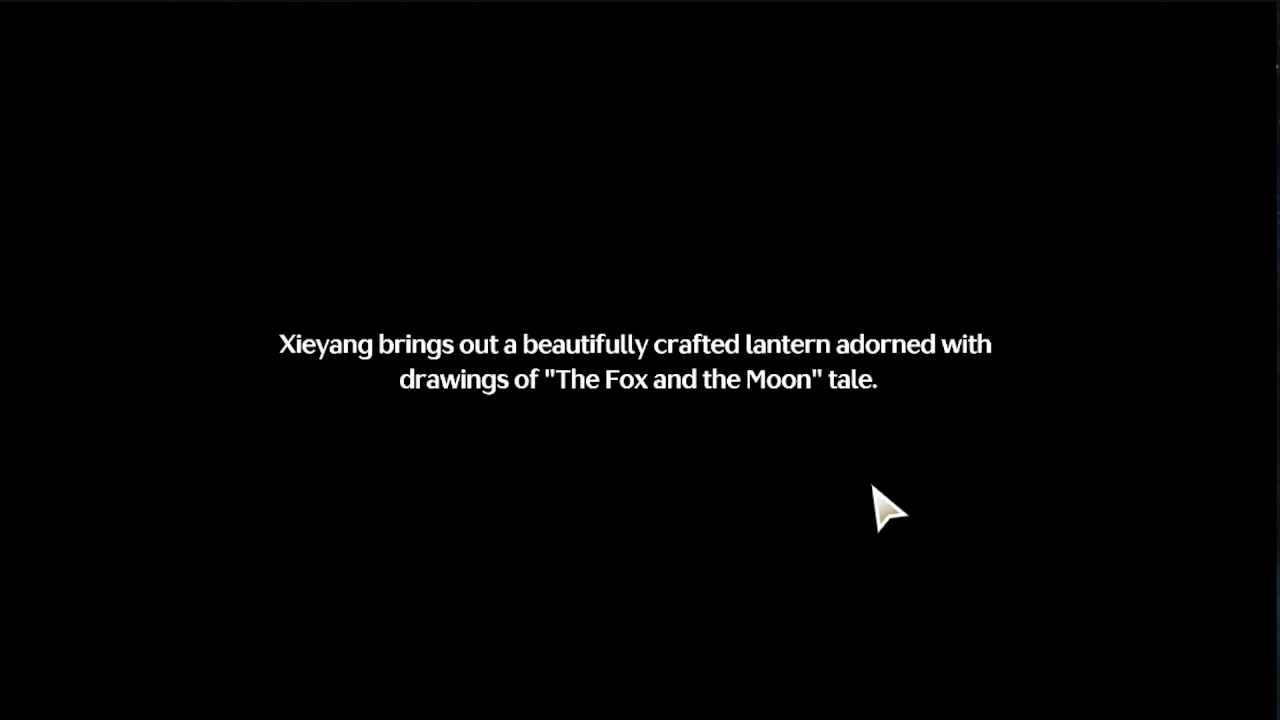 Xieyang brings out a beautifully crafted lantern adorned with
drawings of "The Fox and the Moon" tale.